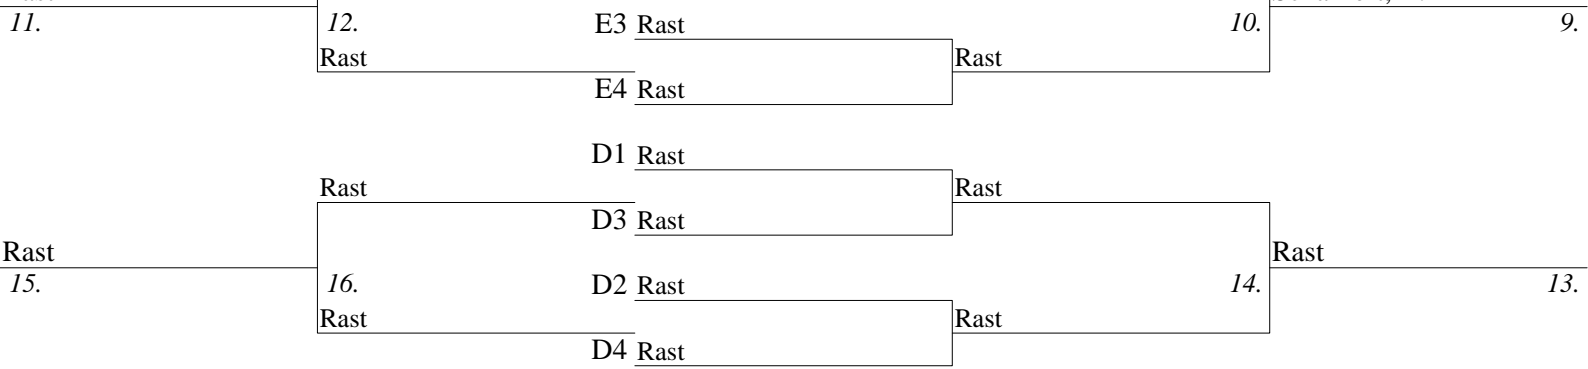 11.
12.
E3 Rast
10.
9.
Rast
Rast
E4 Rast
D1 Rast
Rast
Rast
D3 Rast
Rast
Rast
15.
16.
D2 Rast
14.
13.
Rast
Rast
D4 Rast